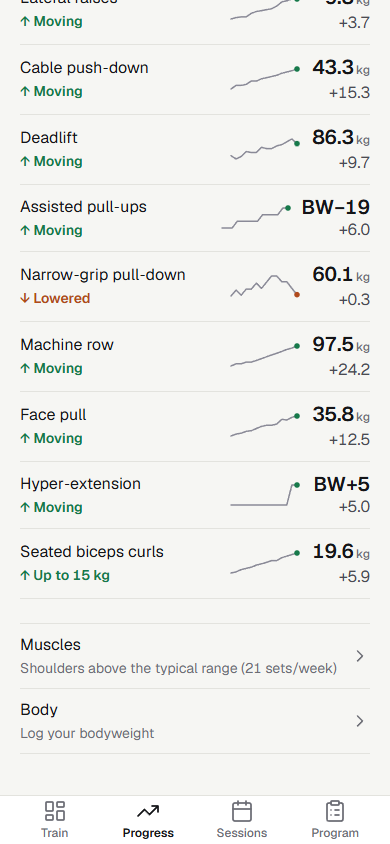 Lateral raises
kg
↑ Moving
+3.7
Cable push-down
43.3 kg
↑ Moving
+15.3
Deadlift
86.3 kg
↑ Moving
+9.7
Assisted pull-ups
BW−19
↑ Moving
+6.0
Narrow-grip pull-down
60.1 kg
↓ Lowered
+0.3
Machine row
97.5 kg
↑ Moving
+24.2
Face pull
35.8 kg
↑ Moving
+12.5
Hyper-extension
BW+5
↑ Moving
+5.0
Seated biceps curls
19.6 kg
↑ Up to 15 kg
+5.9
Muscles
Shoulders above the typical range (21 sets/week)
Body
Log your bodyweight
Train
Progress
Sessions
Program